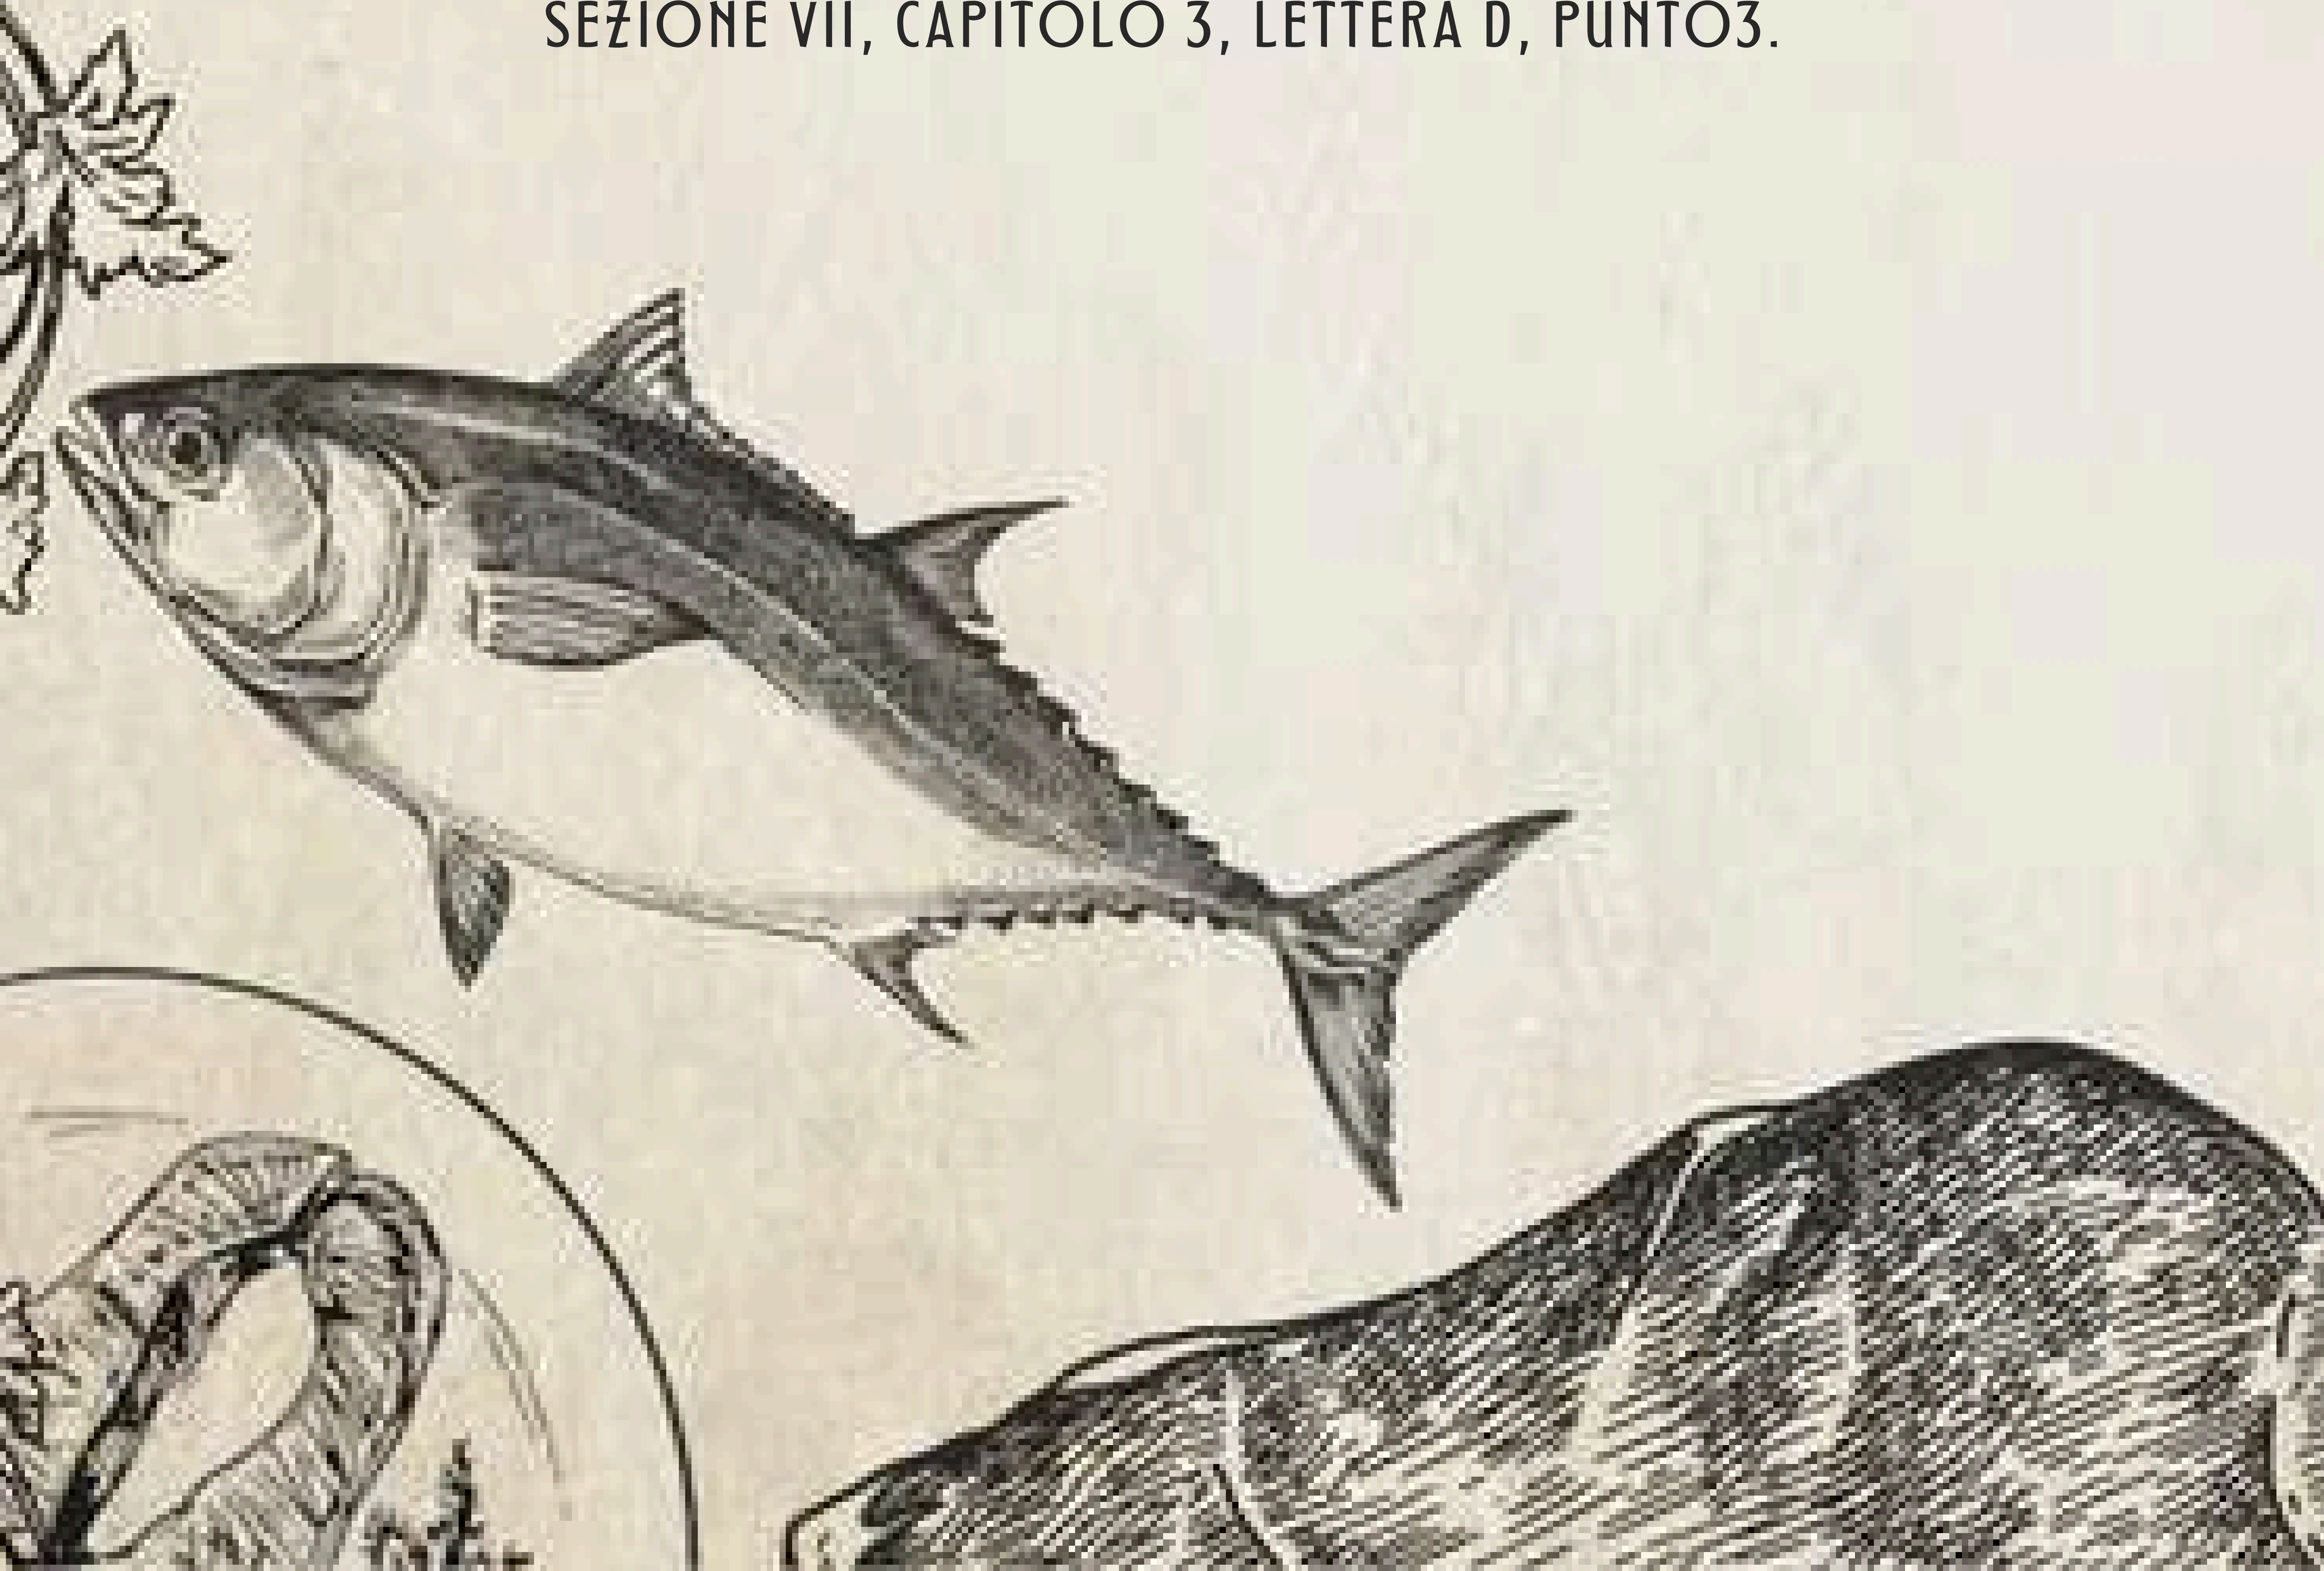 SEZIONE VII, CAPITOLO 3, LETTERA D, PUNTO3.